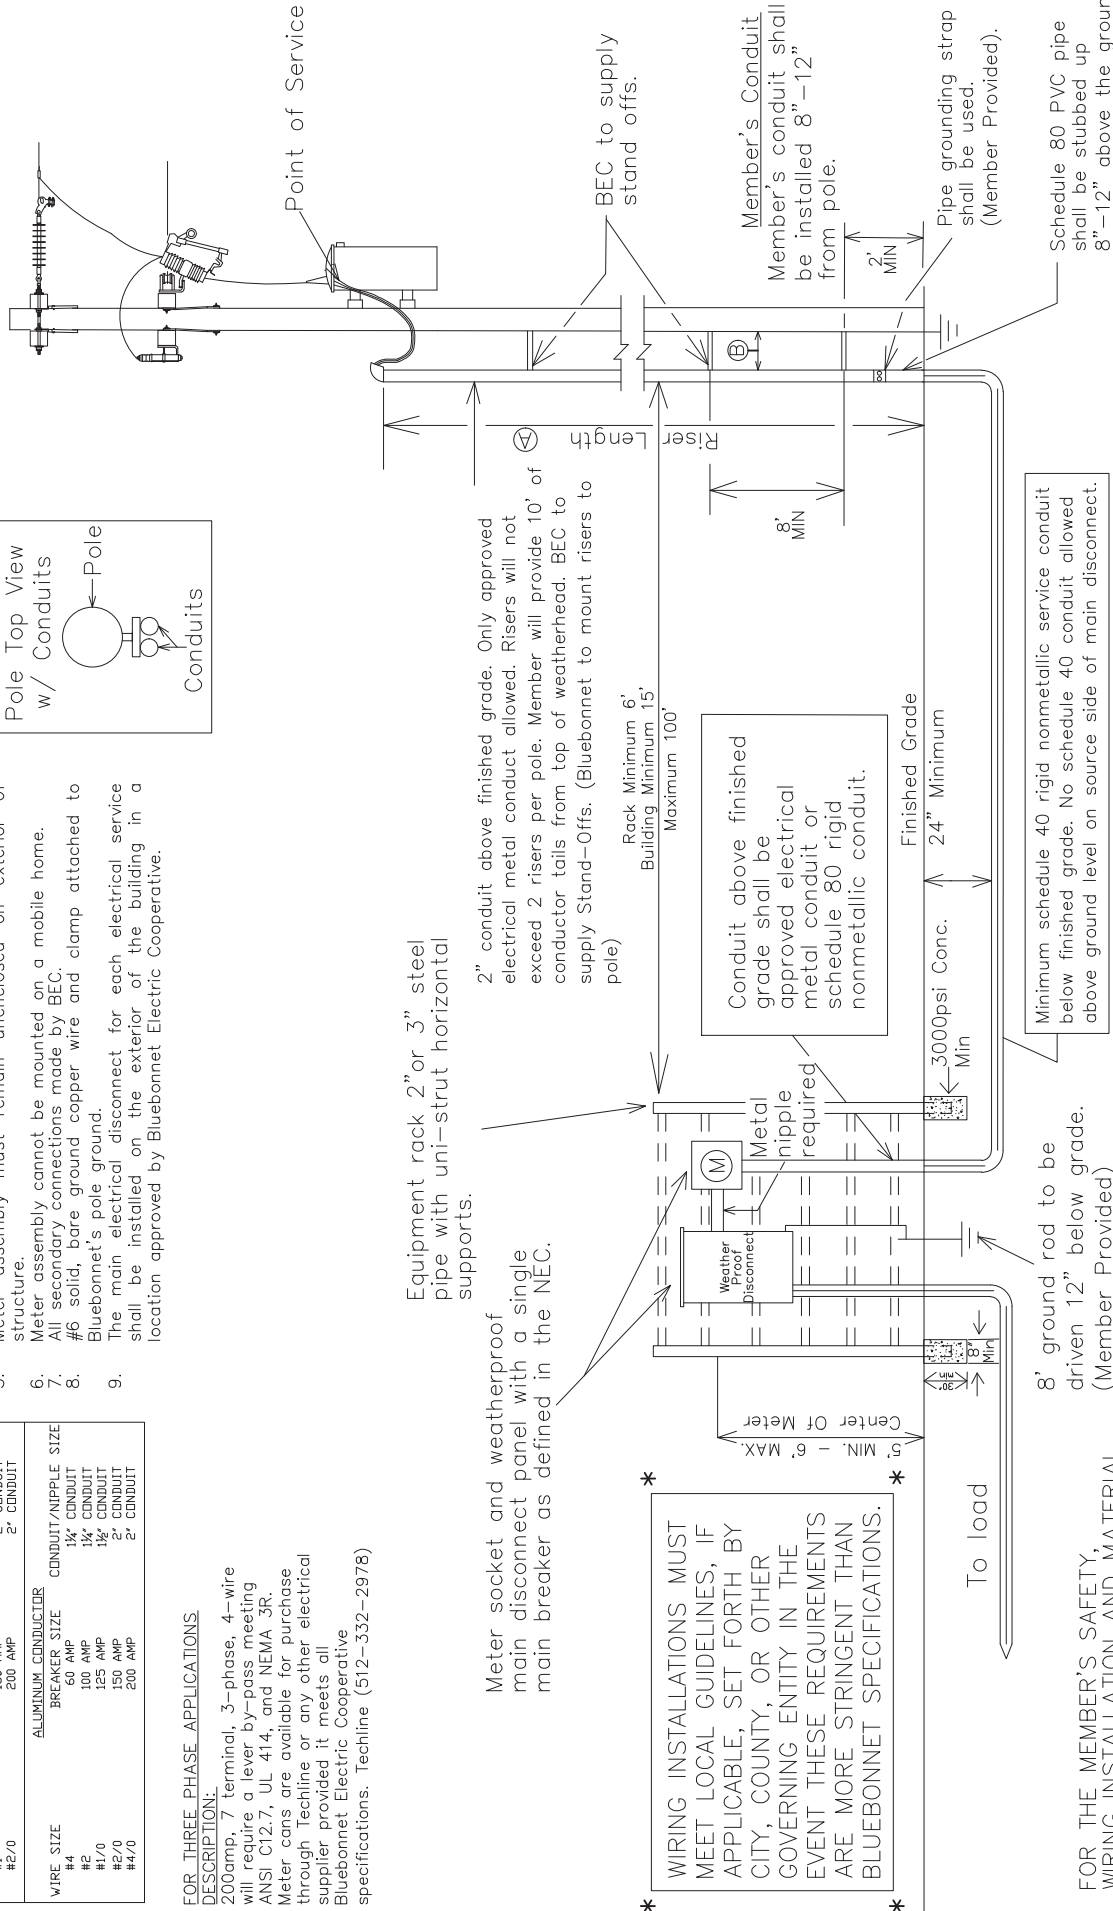 #2/0 200 AMP 2" CONDUIT
ALUMINUM CONDUCTOR
WIRE SIZE BREAKER SIZE CONDUIT/NIPPLE SIZE
#4 60 AMP 1¼" CONDUIT
#2 100 AMP 1¼" CONDUIT
#1/0 125 AMP 1½" CONDUIT
#2/0 150 AMP 2" CONDUIT
#4/0 200 AMP 2" CONDUIT
FOR THREE PHASE APPLICATIONS
DESCRIPTION:
200amp, 7 terminal, 3-phase, 4-wire
will require a lever by-pass meeting
ANSI C12.7, UL 414, and NEMA 3R.
Meter cans are available for purchase
through Techline or any other electrical
supplier provided it meets all
Bluebonnet Electric Cooperative
specifications. Techline (512-332-2978)
structure.
6. Meter assembly cannot be mounted on a mobile home.
7. All secondary connections made by BEC.
8. #6 solid, bare ground copper wire and clamp attached to
Bluebonnet's pole ground.
9. The main electrical disconnect for each electrical service
shall be installed on the exterior of the building in a
location approved by Bluebonnet Electric Cooperative.
Pole Top View
w/ Conduits
Pole
Conduits
Point of Service
BEC to supply
stand offs.
Member's Conduit
Member's conduit shall
be installed 8"-12"
from pole.
2'
MIN
Pipe grounding strap
shall be used.
(Member Provided).
Schedule 80 PVC pipe
shall be stubbed up
8"-12" above the
B
A
Riser Length
8'
MIN
2" conduit above finished grade. Only approved
electrical metal conduct allowed. Risers will not
exceed 2 risers per pole. Member will provide 10' of
conductor tails from top of weatherhead. BEC to
supply Stand-Offs. (Bluebonnet to mount risers to
pole)
Rack Minimum 6'
Building Minimum 15'
Maximum 100'
Equipment rack 2"or 3" steel
pipe with uni-strut horizontal
supports.
Conduit above finished
grade shall be
approved electrical
metal conduit or
schedule 80 rigid
nonmetallic conduit.
Finished Grade
24" Minimum
Minimum schedule 40 rigid nonmetallic service conduit
below finished grade. No schedule 40 conduit allowed
above ground level on source side of main disconnect.
Meter socket and weatherproof
main disconnect panel with a single
main breaker as defined in the NEC.
Metal
nipple
required
M
Weather
Proof
Disconnect
3000psi Conc.
Min
5' MIN. - 6' MAX.
Center Of Meter
30"
min
8"
Min
8' ground rod to be
driven 12" below grade.
(Member Provided)
To load
* *
WIRING INSTALLATIONS MUST
MEET LOCAL GUIDELINES, IF
APPLICABLE, SET FORTH BY
CITY, COUNTY, OR OTHER
GOVERNING ENTITY IN THE
EVENT THESE REQUIREMENTS
ARE MORE STRINGENT THAN
BLUEBONNET SPECIFICATIONS.
* *
FOR THE MEMBER'S SAFETY,
WIRING INSTALLATION AND MATERIAL